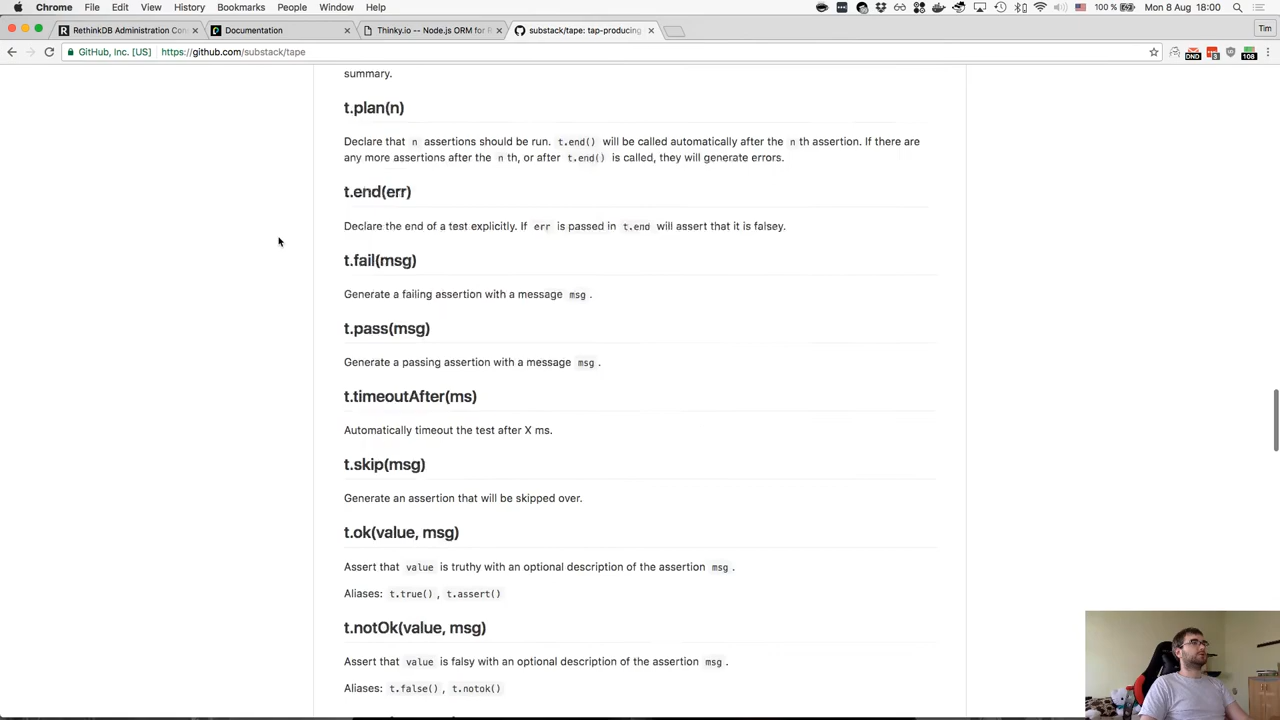 Chrome File Edit View History Bookmarks People Window Help 100 % Mon 8 Aug 18:00
RethinkDB Administration Con Documentation Thinky.io -- Node.js ORM for R substack/tape: tap-producing Tim
GitHub, Inc. [US] https://github.com/substack/tape DND 3 108
summary.
t.plan(n)
Declare that n assertions should be run. t.end() will be called automatically after the n th assertion. If there are
any more assertions after the n th, or after t.end() is called, they will generate errors.
t.end(err)
Declare the end of a test explicitly. If err is passed in t.end will assert that it is falsey.
t.fail(msg)
Generate a failing assertion with a message msg .
t.pass(msg)
Generate a passing assertion with a message msg .
t.timeoutAfter(ms)
Automatically timeout the test after X ms.
t.skip(msg)
Generate an assertion that will be skipped over.
t.ok(value, msg)
Assert that value is truthy with an optional description of the assertion msg .
Aliases: t.true() , t.assert()
t.notOk(value, msg)
Assert that value is falsy with an optional description of the assertion msg .
Aliases: t.false() , t.notok()